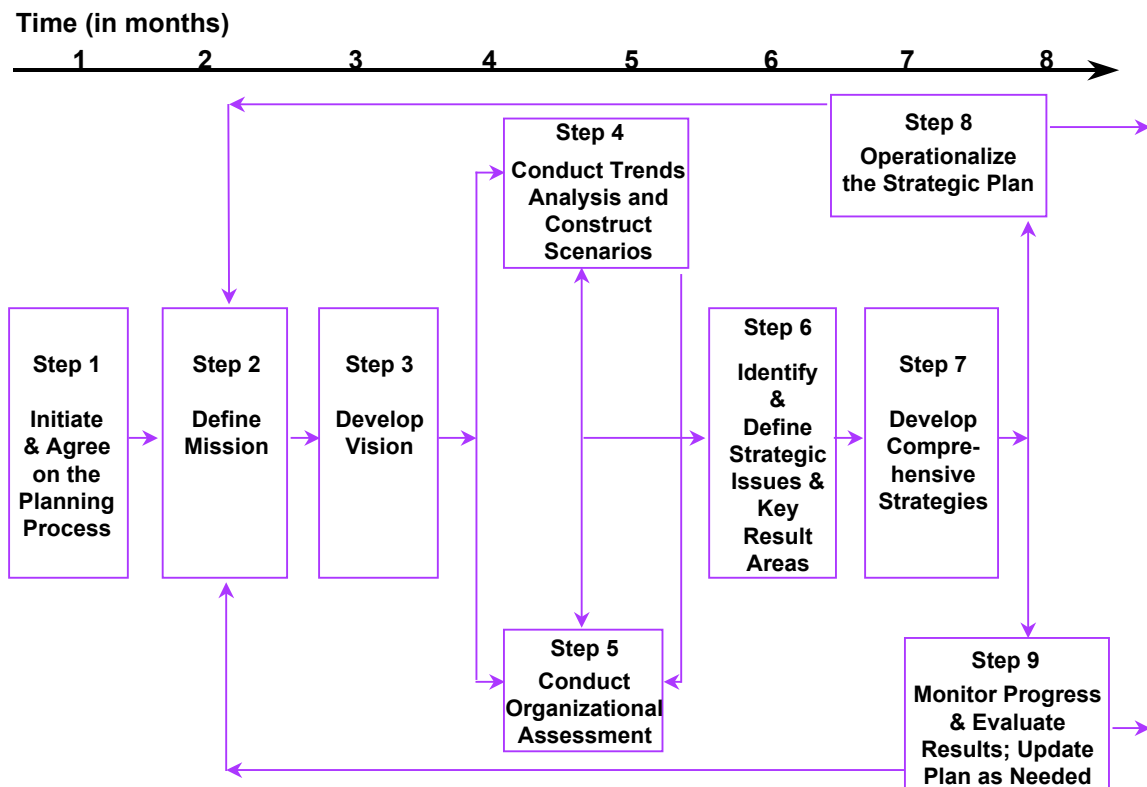 Time (in months)
1 2 3 4 5 6 7 8
Step 4
Conduct Trends
Analysis and
Construct
Scenarios
Step 8
Operationalize
the Strategic Plan
Step 1
Initiate
& Agree
on the
Planning
Process
Step 2
Define
Mission
Step 3
Develop
Vision
Step 6
Identify
&
Define
Strategic
Issues &
Key
Result
Areas
Step 7
Develop
Compre-
hensive
Strategies
Step 5
Conduct
Organizational
Assessment
Step 9
Monitor Progress
& Evaluate
Results; Update
Plan as Needed